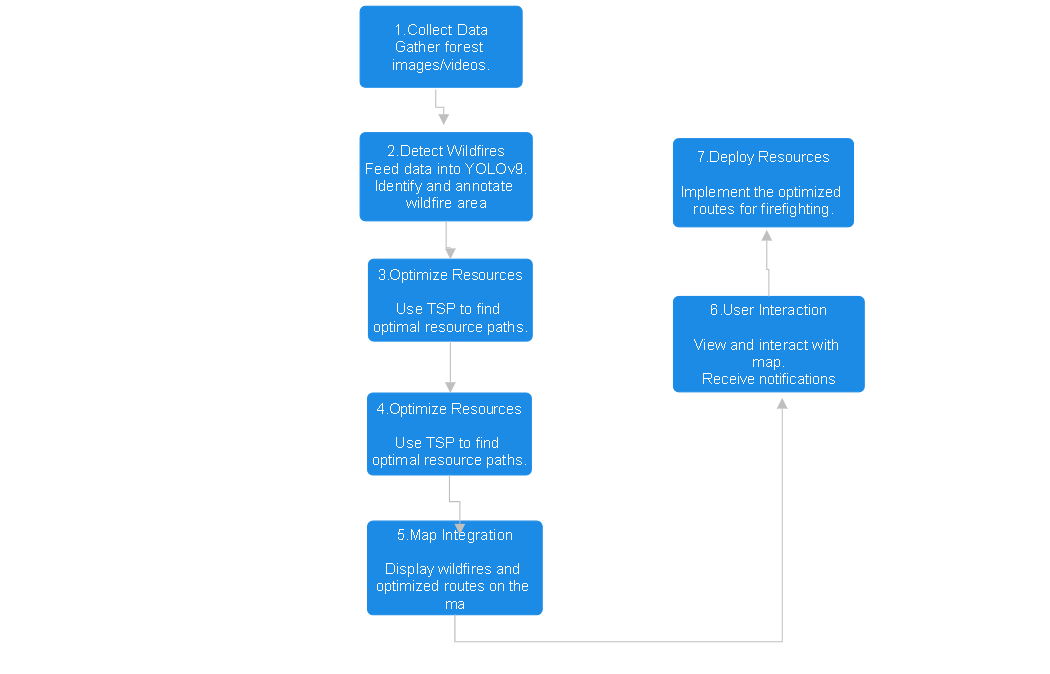 1.Collect Data
Gather forest
images/videos.
2.Detect Wildfires
Feed data into YOLOv9.
Identify and annotate
wildfire area
3.Optimize Resources
Use TSP to find
optimal resource paths.
4.Optimize Resources
Use TSP to find
optimal resource paths.
5.Map Integration
Display wildfires and
optimized routes on the
ma
6.User Interaction
View and interact with
map.
Receive notifications
7.Deploy Resources
Implement the optimized
routes for firefighting.